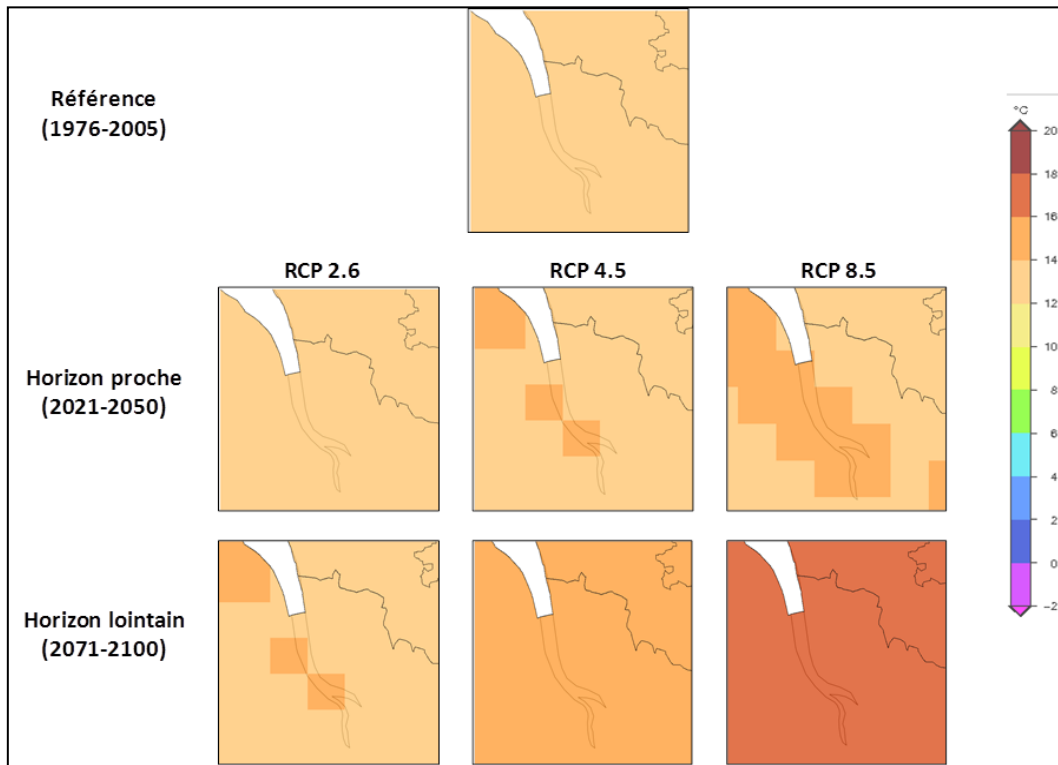 Référence
(1976-2005)
°C
20
18
16
14
12
10
8
6
4
2
0
−2
RCP 2.6
RCP 4.5
RCP 8.5
Horizon proche
(2021-2050)
Horizon lointain
(2071-2100)